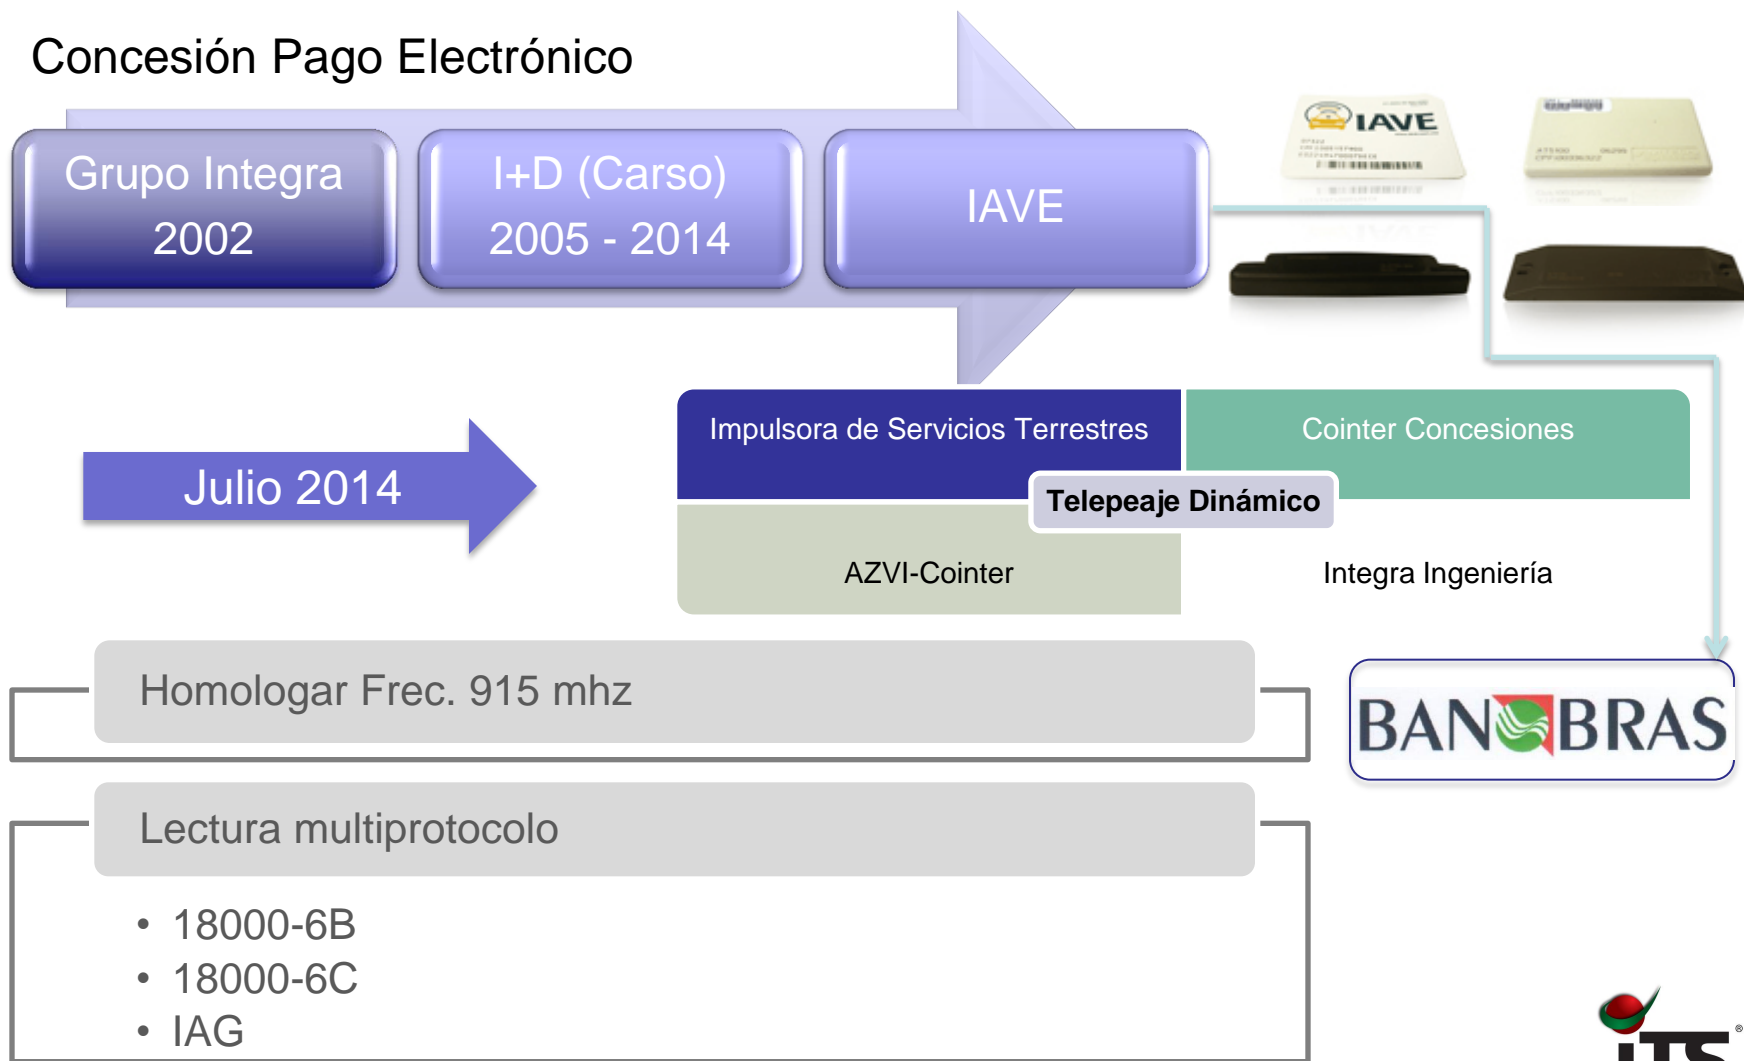 Concesión Pago Electrónico
Grupo Integra
2002
I+D (Carso)
2005 - 2014
IAVE
IAVE
Julio 2014
Impulsora de Servicios Terrestres
Cointer Concesiones
Telepeaje Dinámico
AZVI-Cointer
Integra Ingeniería
Homologar Frec. 915 mhz
BANOBRAS
Lectura multiprotocolo
• 18000-6B
• 18000-6C
• IAG
iTS®